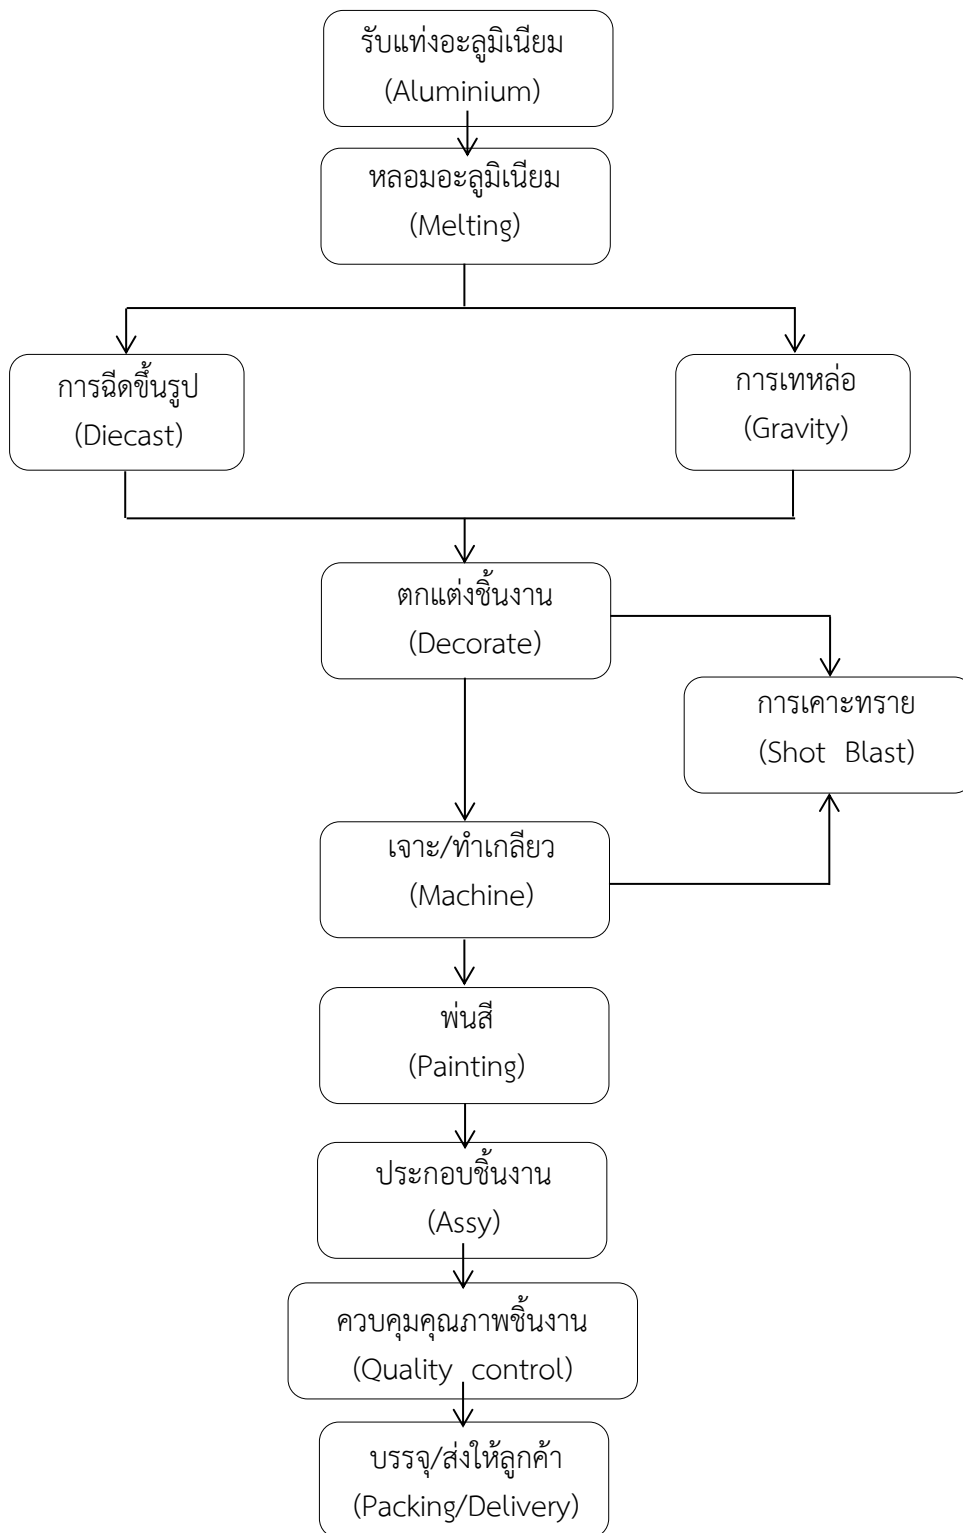 รับแท่งอะลูมิเนียม
(Aluminium)
หลอมอะลูมิเนียม
(Melting)
การฉีดขึ้นรูป
(Diecast)
การเทหล่อ
(Gravity)
ตกแต่งชิ้นงาน
(Decorate)
การเคาะทราย
(Shot Blast)
เจาะ/ทำเกลียว
(Machine)
พ่นสี
(Painting)
ประกอบชิ้นงาน
(Assy)
ควบคุมคุณภาพชิ้นงาน
(Quality control)
บรรจุ/ส่งให้ลูกค้า
(Packing/Delivery)